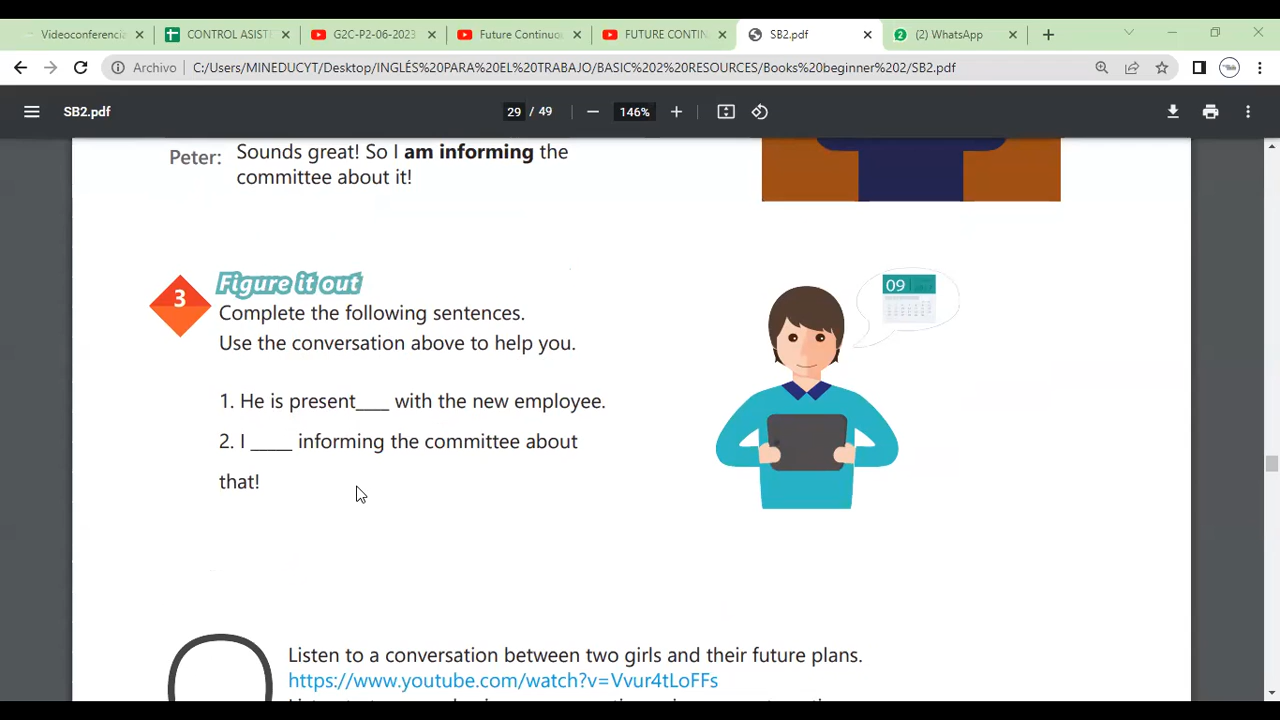 Videoconferencia
CONTROL ASIST
G2C-P2-06-2023
Future Continuo
FUTURE CONTIN
SB2.pdf
2
(2) WhatsApp
Archivo
C:/Users/MINEDUCYT/Desktop/INGLÉS%20PARA%20EL%20TRABAJO/BASIC%202%20RESOURCES/Books%20beginner%202/SB2.pdf
SB2.pdf
29 / 49
146%
Peter:
Sounds great! So I am informing the
committee about it!
3
Figure it out
Complete the following sentences.
Use the conversation above to help you.
09
1. He is present____ with the new employee.
2. I _____ informing the committee about
that!
Listen to a conversation between two girls and their future plans.
https://www.youtube.com/watch?v=Vvur4tLoFFs